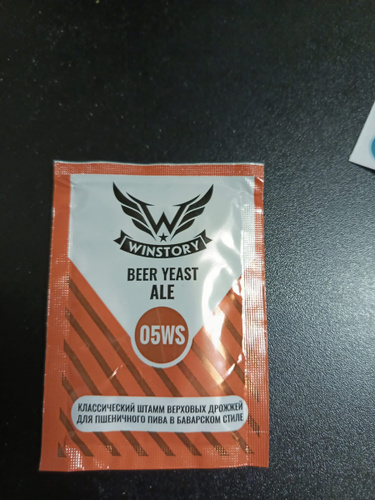 WINSTORY
BEER YEAST
ALE
05WS
КЛАССИЧЕСКИЙ ШТАММ ВЕРХОВЫХ ДРОЖЖЕЙ
ДЛЯ ПШЕНИЧНОГО ПИВА В БАВАРСКОМ СТИЛЕ